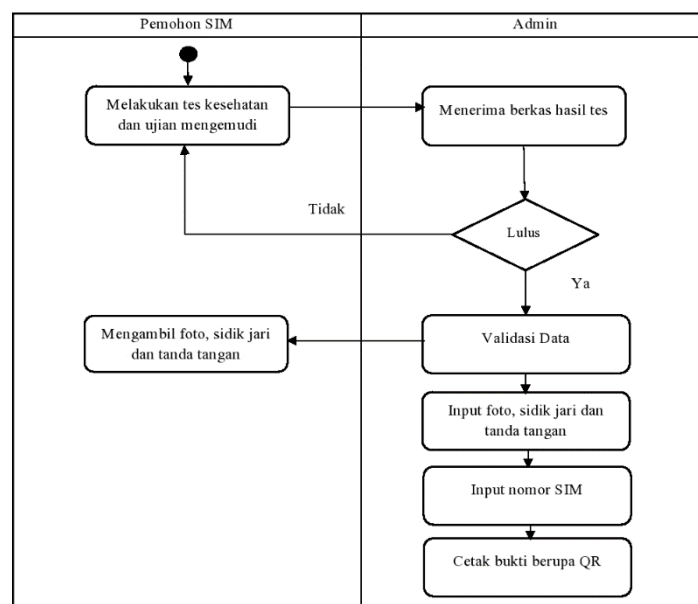 Pemohon SIM
Admin
Melakukan tes kesehatan
dan ujian mengemudi
Menerima berkas hasil tes
Tidak
Lulus
Ya
Mengambil foto, sidik jari
dan tanda tangan
Validasi Data
Input foto, sidik jari dan
tanda tangan
Input nomor SIM
Cetak bukti berupa QR